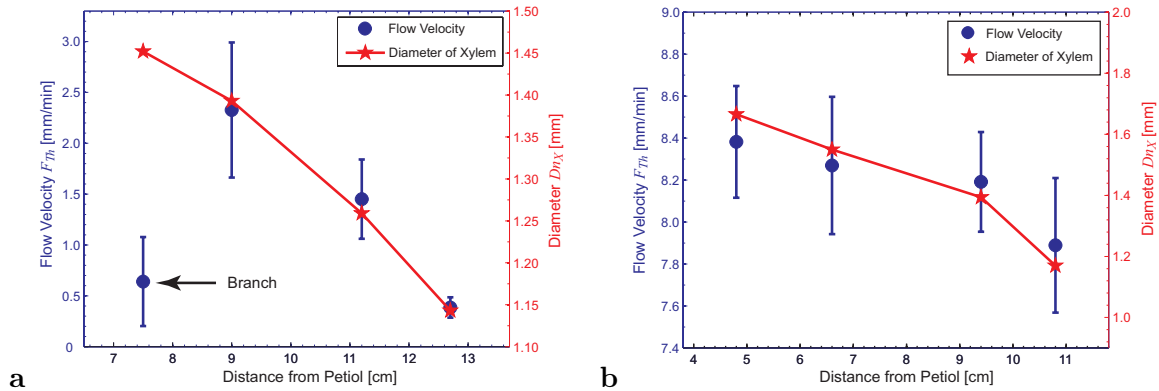 Flow Velocity
Diameter of Xylem
Flow Velocity F_Th [mm/min]
3.0
2.5
2.0
1.5
1.0
0.5
0
1.50
1.45
1.40
1.35
1.30
1.25
1.20
1.15
1.10
Diameter Dn_X [mm]
Branch
7 8 9 10 11 12 13
Distance from Petiol [cm]
a
Flow Velocity
Diameter of Xylem
Flow Velocity F_Th [mm/min]
9.0
8.8
8.6
8.4
8.2
8.0
7.8
7.6
7.4
2.0
1.8
1.6
1.4
1.2
1.0
Diameter Dn_X [mm]
4 5 6 7 8 9 10 11
Distance from Petiol [cm]
b